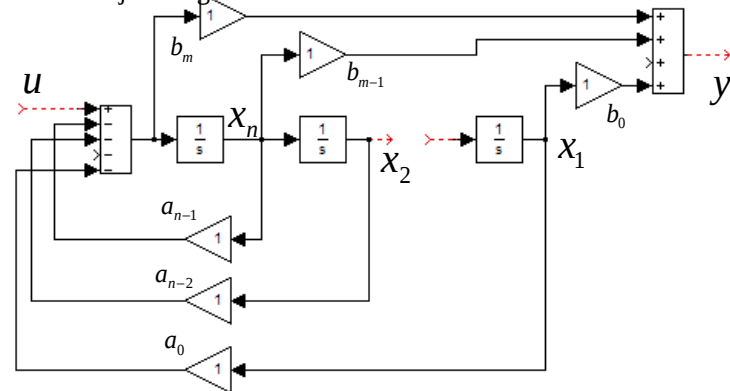 1
b_m
1
b_{m-1}
1
b_0
y
u
+
−
−
−
−
+
+
+
+
1
s
x_n
1
s
x_2
1
s
x_1
a_{n-1}
1
a_{n-2}
1
a_0
1